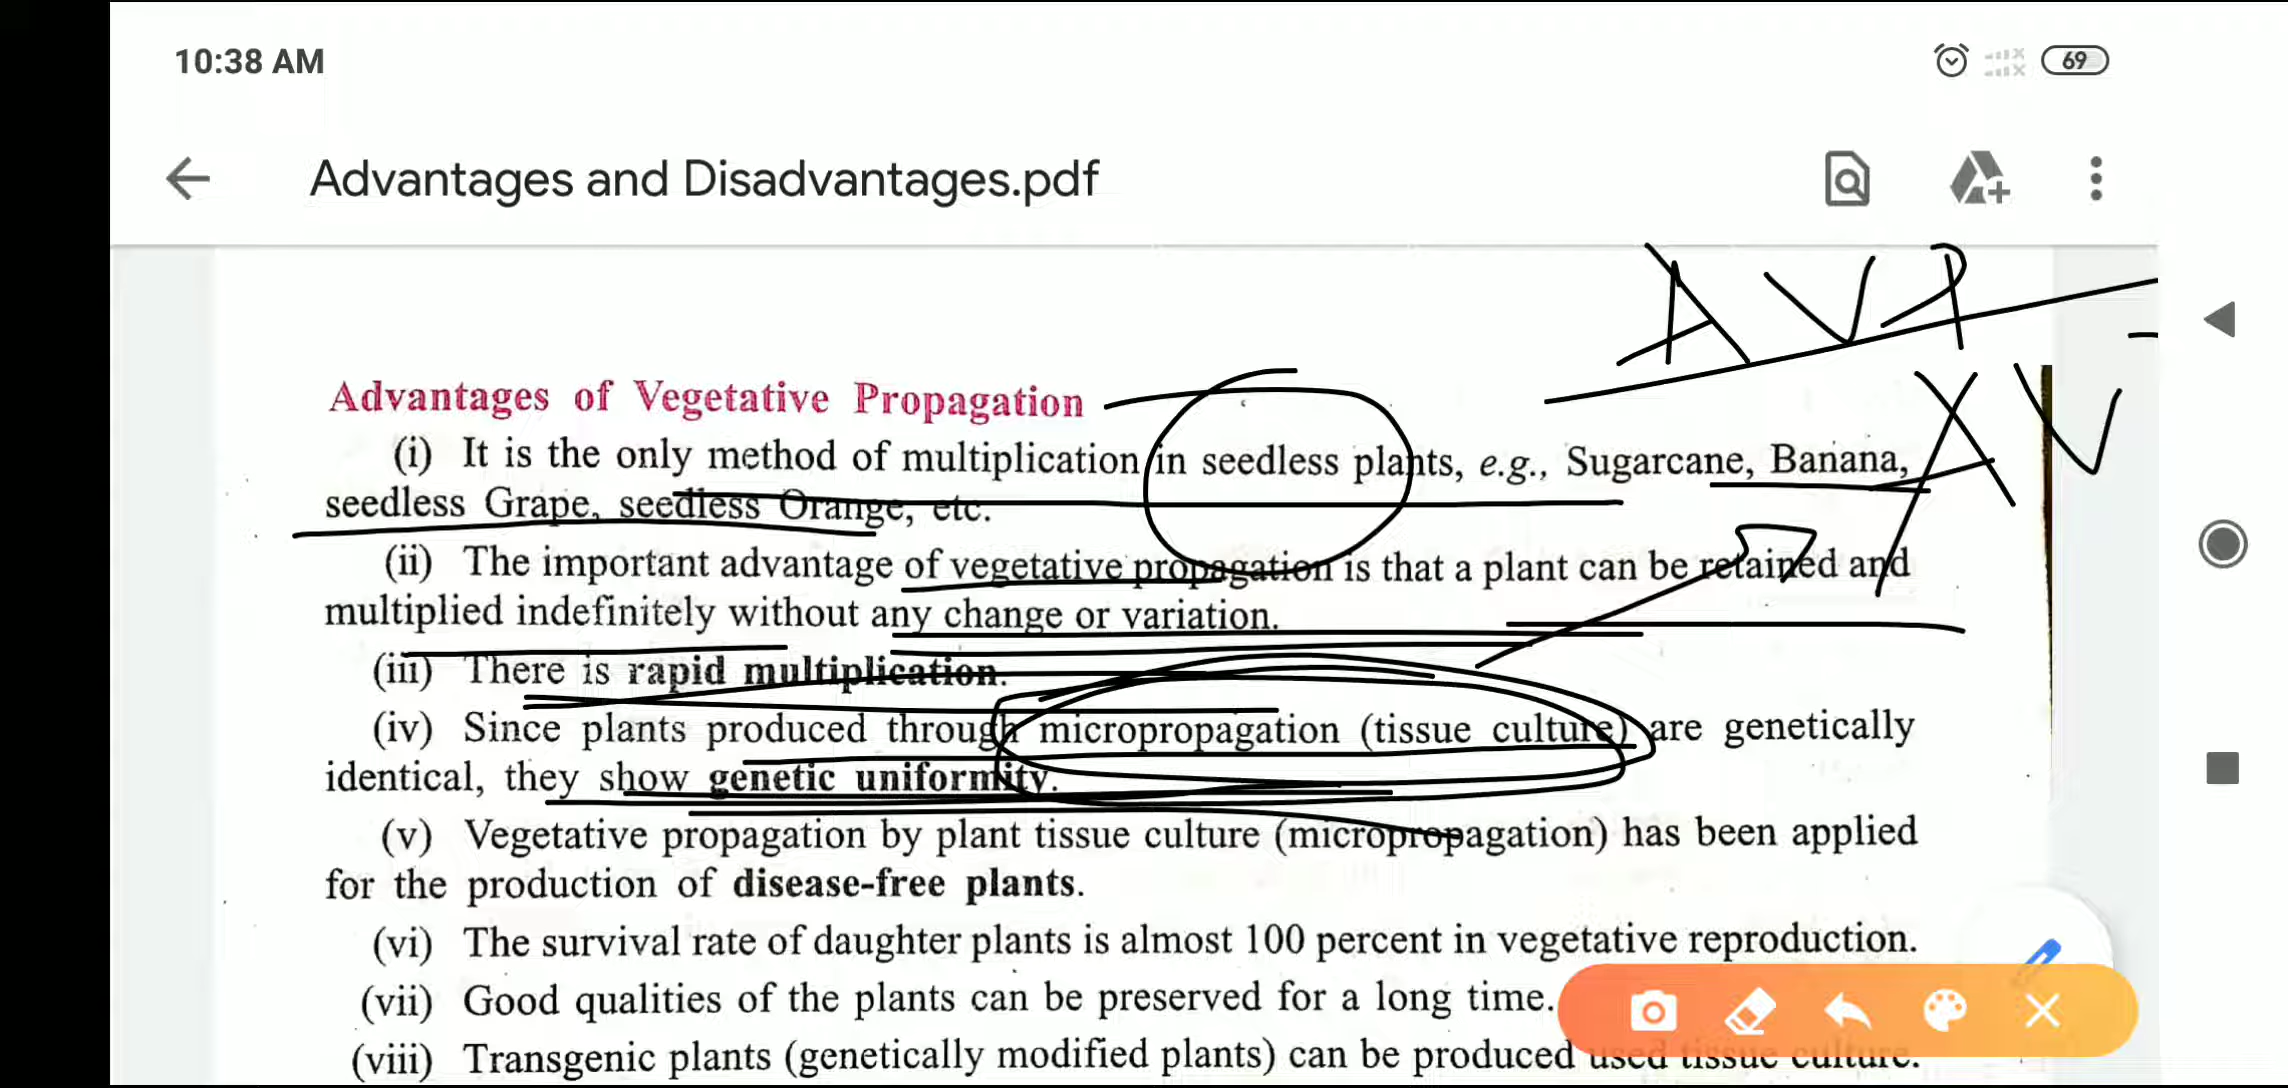 10:38 AM
69
Advantages and Disadvantages.pdf
A V P
A V
Advantages of Vegetative Propagation
(i) It is the only method of multiplication in seedless plants, e.g., Sugarcane, Banana,
seedless Grape, seedless Orange, etc.
(ii) The important advantage of vegetative propagation is that a plant can be retained and
multiplied indefinitely without any change or variation.
(iii) There is rapid multiplication.
(iv) Since plants produced through micropropagation (tissue culture) are genetically
identical, they show genetic uniformity.
(v) Vegetative propagation by plant tissue culture (micropropagation) has been applied
for the production of disease-free plants.
(vi) The survival rate of daughter plants is almost 100 percent in vegetative reproduction.
(vii) Good qualities of the plants can be preserved for a long time.
(viii) Transgenic plants (genetically modified plants) can be produced used tissue culture.